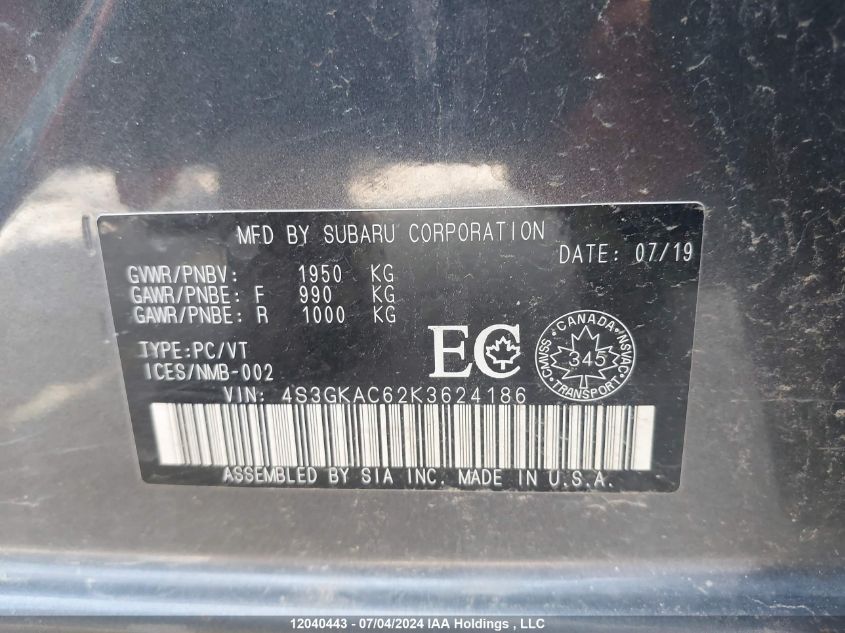 MFD BY SUBARU CORPORATION
DATE: 07/19
GVWR/PNBV: 1950 KG
GAWR/PNBE: F 990 KG
GAWR/PNBE: R 1000 KG
TYPE:PC/VT
ICES/NMB-002
EC
CANADA
CMVSS 345 NSVAC
TRANSPORT
VIN: 4S3GKAC62K3624186
ASSEMBLED BY SIA INC. MADE IN U.S.A.
12040443 - 07/04/2024 IAA Holdings , LLC